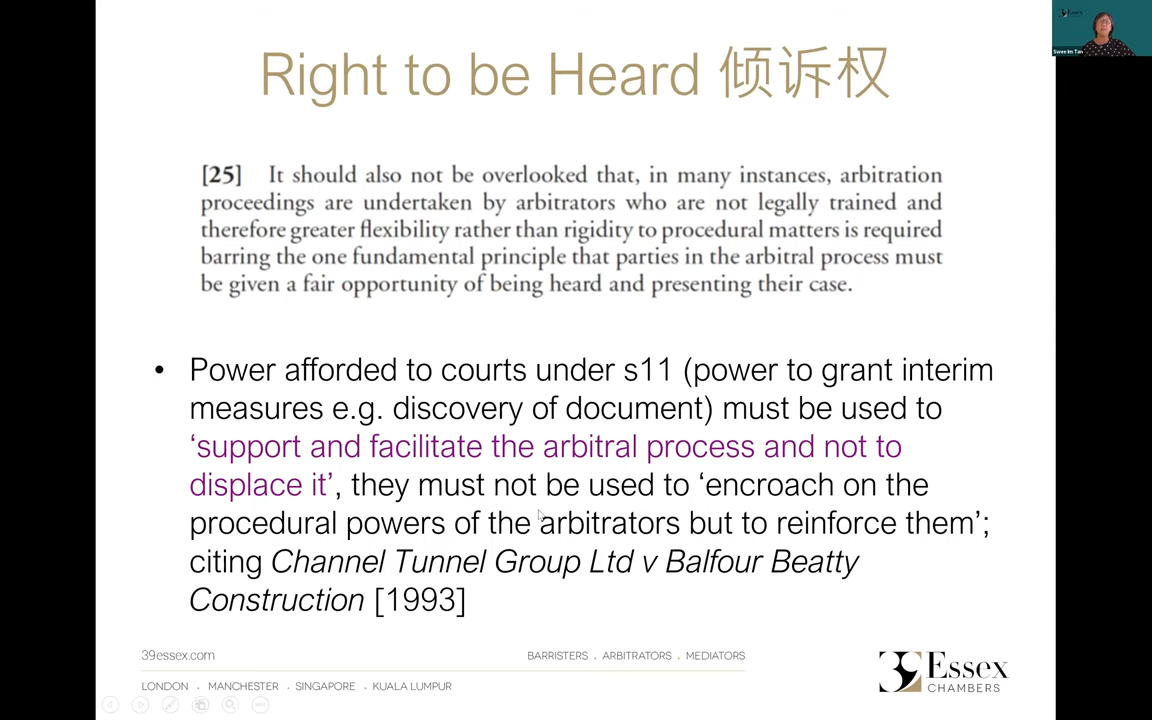 Right to be Heard 倾诉权
[25] It should also not be overlooked that, in many instances, arbitration
proceedings are undertaken by arbitrators who are not legally trained and
therefore greater flexibility rather than rigidity to procedural matters is required
barring the one fundamental principle that parties in the arbitral process must
be given a fair opportunity of being heard and presenting their case.
• Power afforded to courts under s11 (power to grant interim
measures e.g. discovery of document) must be used to
‘support and facilitate the arbitral process and not to
displace it’, they must not be used to ‘encroach on the
procedural powers of the arbitrators but to reinforce them’;
citing Channel Tunnel Group Ltd v Balfour Beatty
Construction [1993]
39essex.com
BARRISTERS . ARBITRATORS . MEDIATORS
LONDON . MANCHESTER . SINGAPORE . KUALA LUMPUR
39 Essex
CHAMBERS
39 Essex
Swee Im Tan